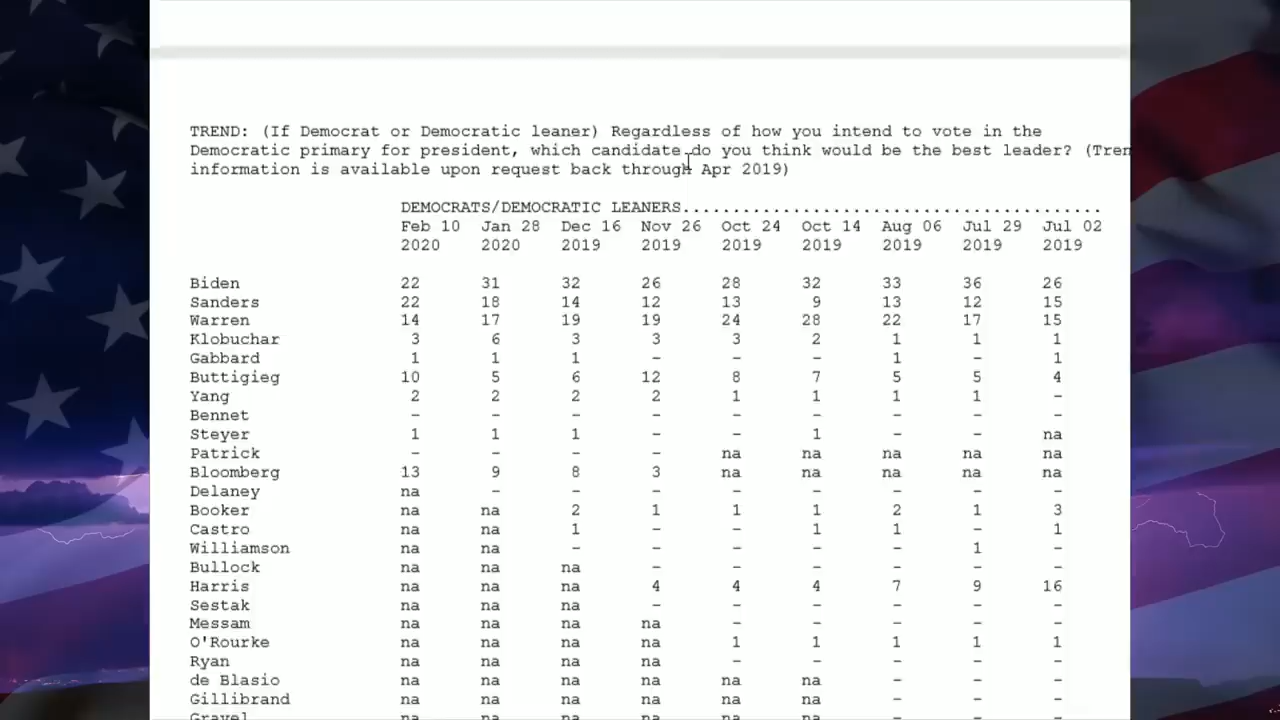 TREND: (If Democrat or Democratic leaner) Regardless of how you intend to vote in the
Democratic primary for president, which candidate do you think would be the best leader? (Tren
information is available upon request back through Apr 2019)
DEMOCRATS/DEMOCRATIC LEANERS..........................................
Feb 10 Jan 28 Dec 16 Nov 26 Oct 24 Oct 14 Aug 06 Jul 29 Jul 02
2020 2020 2019 2019 2019 2019 2019 2019 2019
Biden 22 31 32 26 28 32 33 36 26
Sanders 22 18 14 12 13 9 13 12 15
Warren 14 17 19 19 24 28 22 17 15
Klobuchar 3 6 3 3 3 2 1 1 1
Gabbard 1 1 1 - - - 1 - 1
Buttigieg 10 5 6 12 8 7 5 5 4
Yang 2 2 2 2 1 1 1 1 -
Bennet - - - - - - - - -
Steyer 1 1 1 - - 1 - - na
Patrick - - - - na na na na na
Bloomberg 13 9 8 3 na na na na na
Delaney na - - - - - - - -
Booker na na 2 1 1 1 2 1 3
Castro na na 1 - - 1 1 - 1
Williamson na na - - - - - 1 -
Bullock na na na - - - - - -
Harris na na na 4 4 4 7 9 16
Sestak na na na - - - - - -
Messam na na na na - - - - -
O'Rourke na na na na 1 1 1 1 1
Ryan na na na na - - - - -
de Blasio na na na na na na - - -
Gillibrand na na na na na na - - -
Gravel na na na na na na - - -